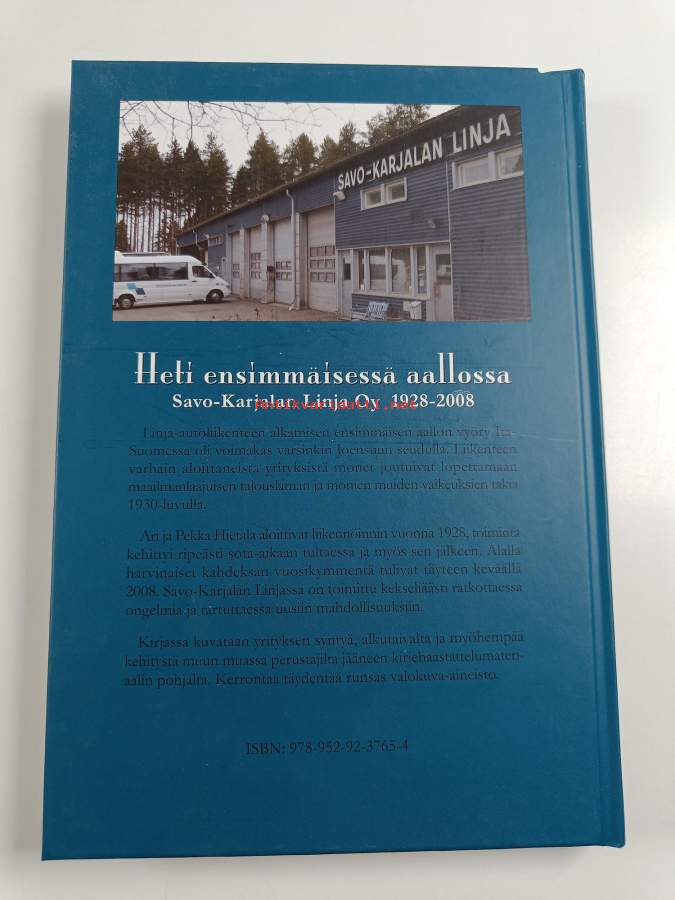 SAVO-KARJALAN LINJA
Heti ensimmäisessä aallossa
Savo-Karjalan Linja Oy 1928-2008
Antikvariaatti.net
Linja-autoliikenteen alkamisen ensimmäisen aallon vyöry Itä-
Suomessa oli voimakas varsinkin Joensuun seudulla. Liikenteen
varhain aloittaneista yrityksistä monet joutuivat lopettamaan
maailmanlaajuisen talouslaman ja monien muiden vaikeuksien takia
1930-luvulla.
Ari ja Pekka Hietala aloittivat liikennöinnin vuonna 1928, toiminta
kehittyi ripeästi sota-aikaan tultaessa ja myös sen jälkeen. Alalla
harvinaiset kahdeksan vuosikymmentä tulivat täyteen keväällä
2008. Savo-Karjalan Linjassa on toimittu kekseliäästi ratkottaessa
ongelmia ja tartuttaessa uusiin mahdollisuuksiin.
Kirjassa kuvataan yrityksen syntyä, alkutaivalta ja myöhempää
kehitystä muun muassa perustajilta jääneen kirjehaastattelumateri-
aalin pohjalta. Kerrontaa täydentää runsas valokuva-aineisto.
ISBN: 978-952-92-3765-4